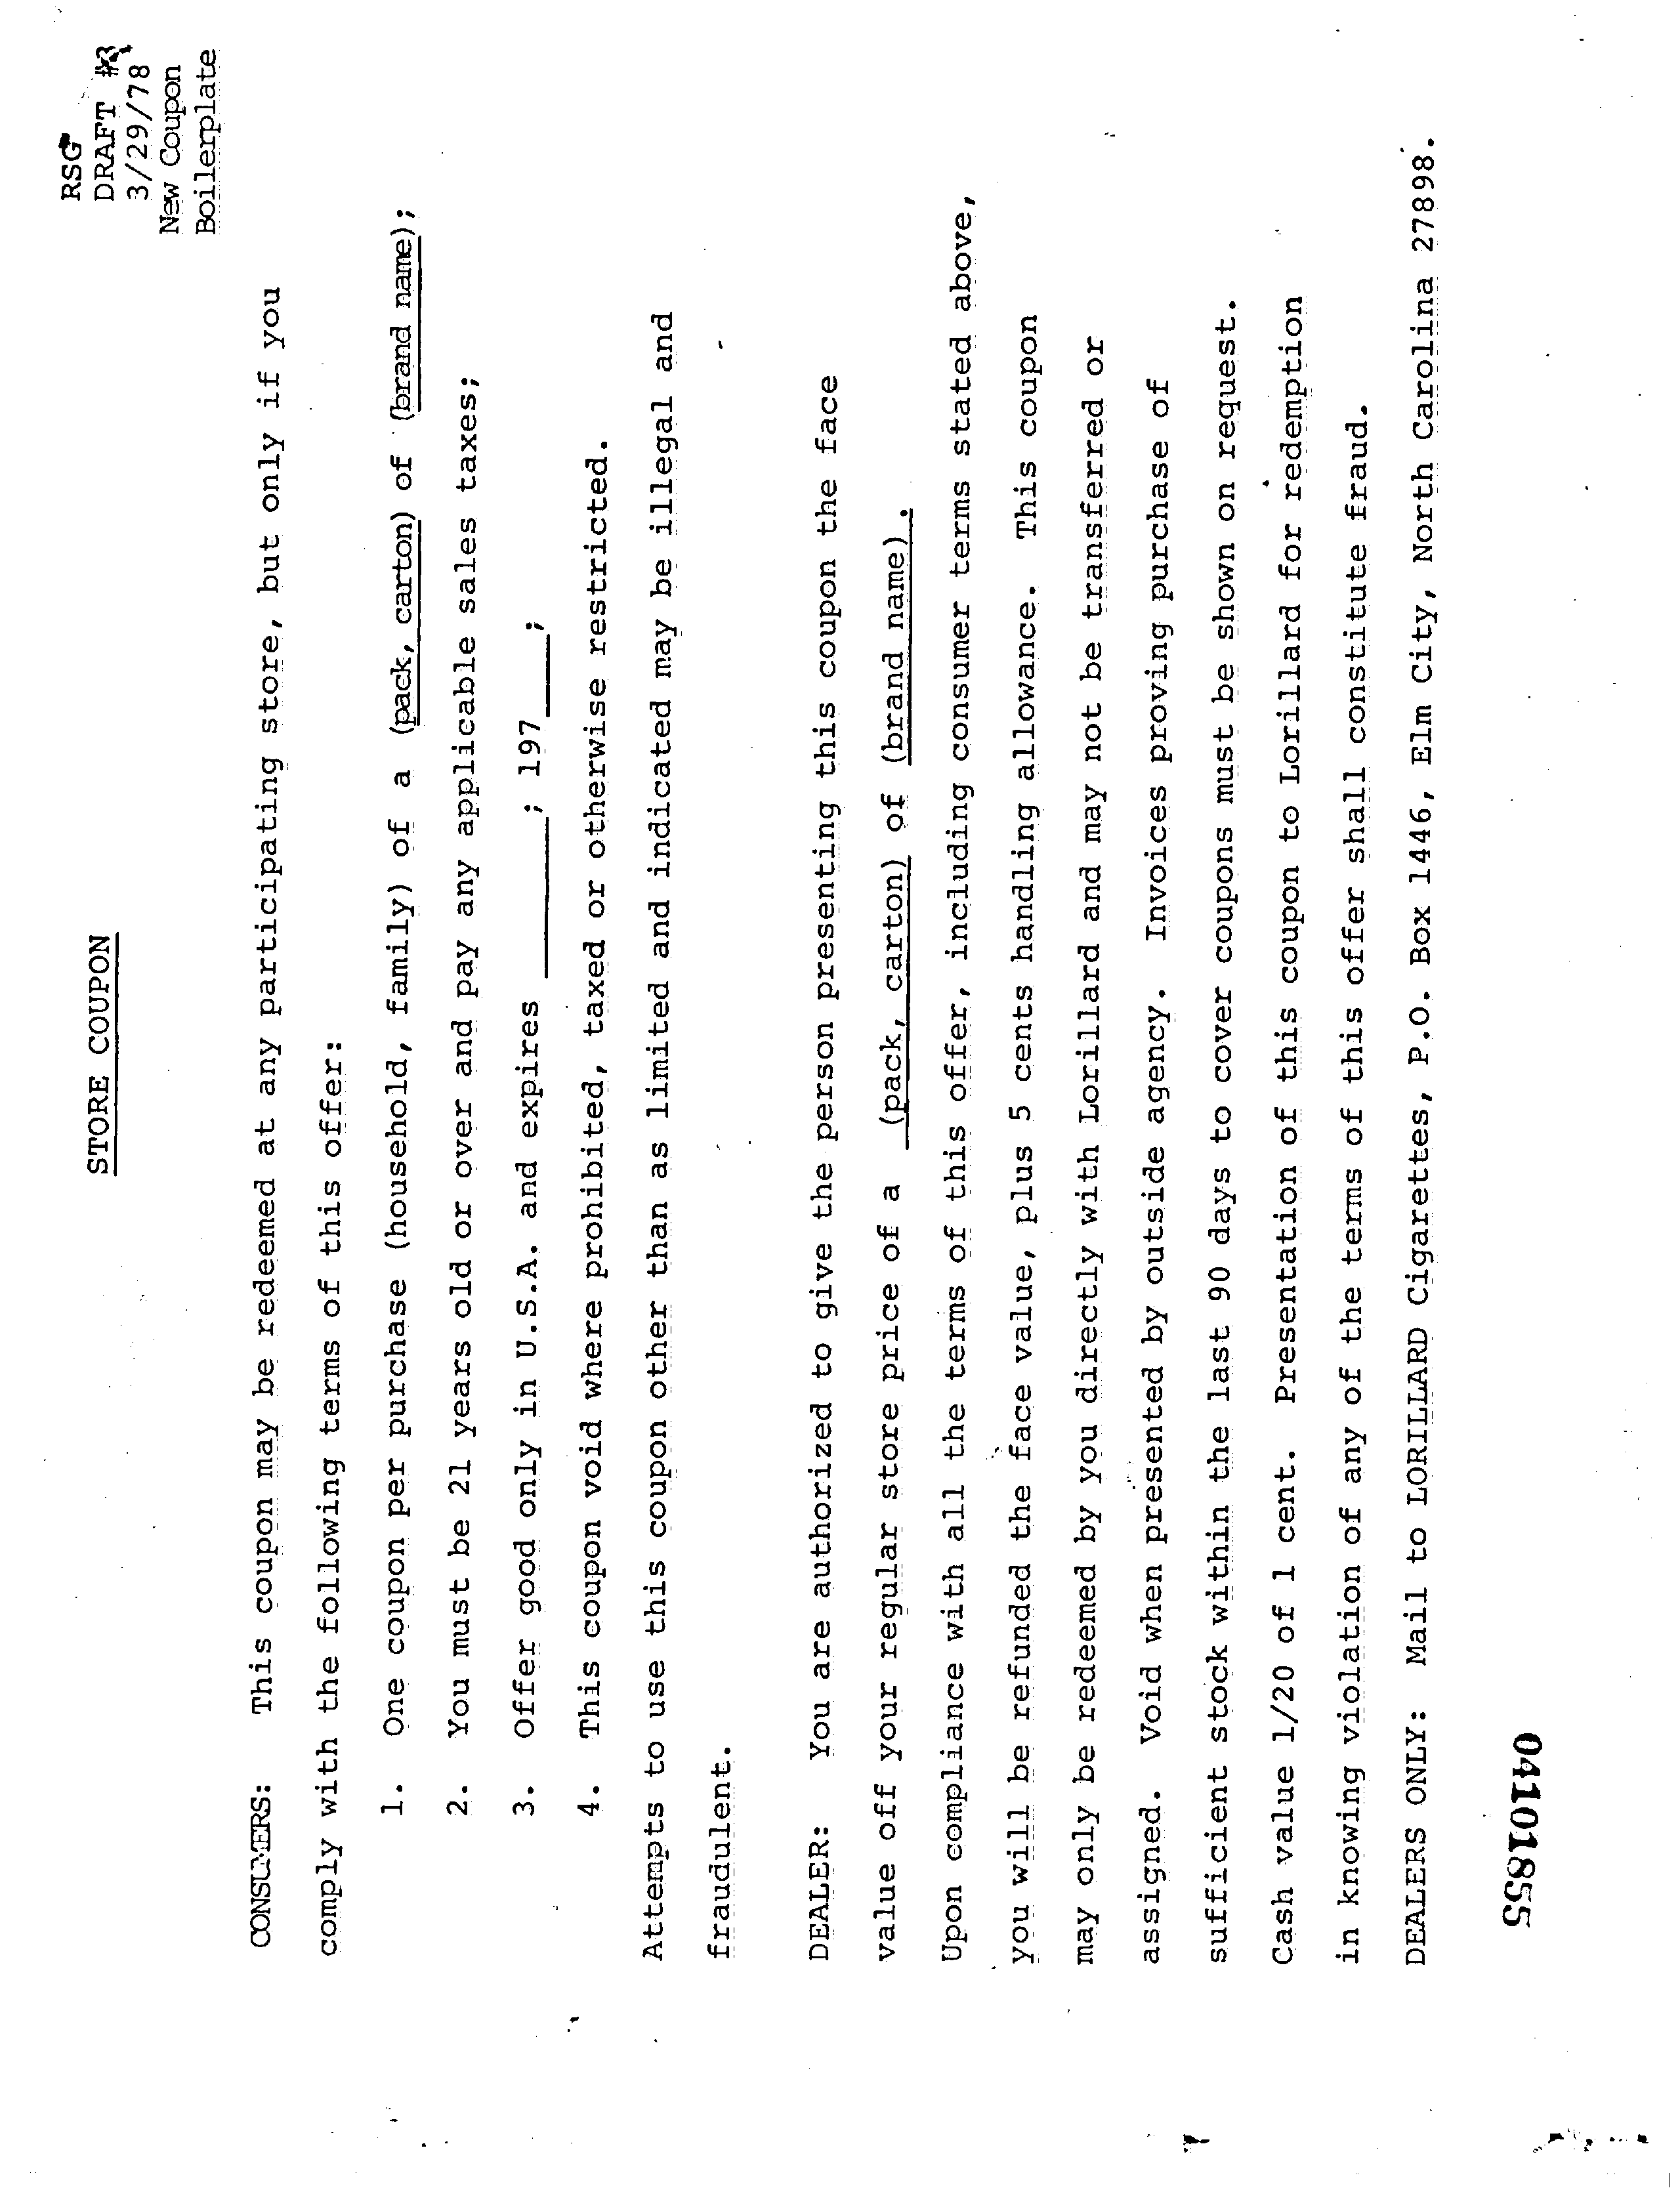 RSG
DRAFT #3
3/29/78
New Coupon
Boilerplate
STORE COUPON
CONSUMERS: This coupon may be redeemed at any participating store, but only if you
comply with the following terms of this offer:
1. One coupon per purchase (household, family) of a (pack, carton) of (brand name);
2. You must be 21 years old or over and pay any applicable sales taxes;
3. Offer good only in U.S.A. and expires ________; 197___;
4. This coupon void where prohibited, taxed or otherwise restricted.
Attempts to use this coupon other than as limited and indicated may be illegal and
fraudulent.
DEALER: You are authorized to give the person presenting this coupon the face
value off your regular store price of a (pack, carton) of (brand name).
Upon compliance with all the terms of this offer, including consumer terms stated above,
you will be refunded the face value, plus 5 cents handling allowance. This coupon
may only be redeemed by you directly with Lorillard and may not be transferred or
assigned. Void when presented by outside agency. Invoices proving purchase of
sufficient stock within the last 90 days to cover coupons must be shown on request.
Cash value 1/20 of 1 cent. Presentation of this coupon to Lorillard for redemption
in knowing violation of any of the terms of this offer shall constitute fraud.
DEALERS ONLY: Mail to LORILLARD Cigarettes, P.O. Box 1446, Elm City, North Carolina 27898.
04101855